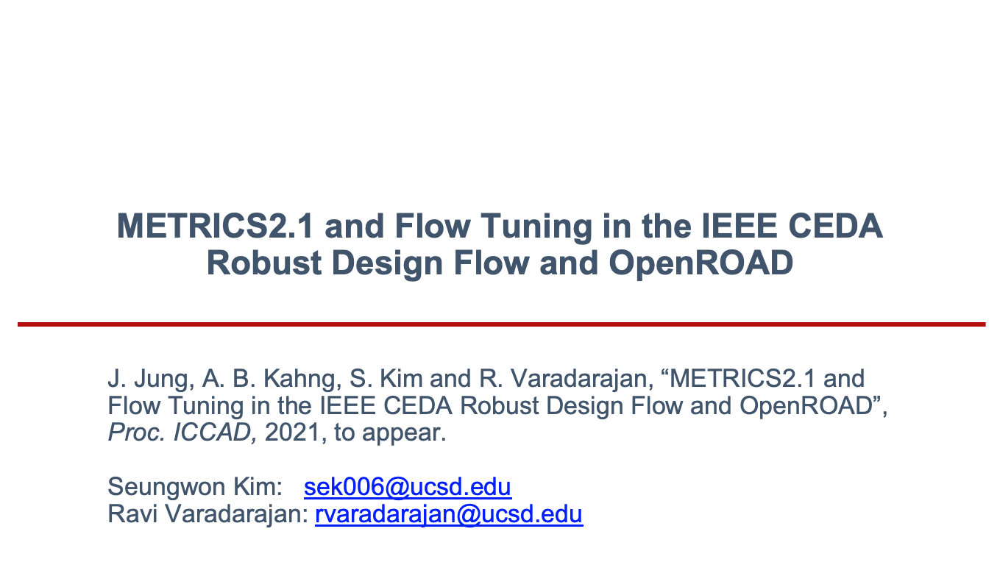 METRICS2.1 and Flow Tuning in the IEEE CEDA
Robust Design Flow and OpenROAD
J. Jung, A. B. Kahng, S. Kim and R. Varadarajan, “METRICS2.1 and
Flow Tuning in the IEEE CEDA Robust Design Flow and OpenROAD”,
Proc. ICCAD, 2021, to appear.
Seungwon Kim: sek006@ucsd.edu
Ravi Varadarajan: rvaradarajan@ucsd.edu